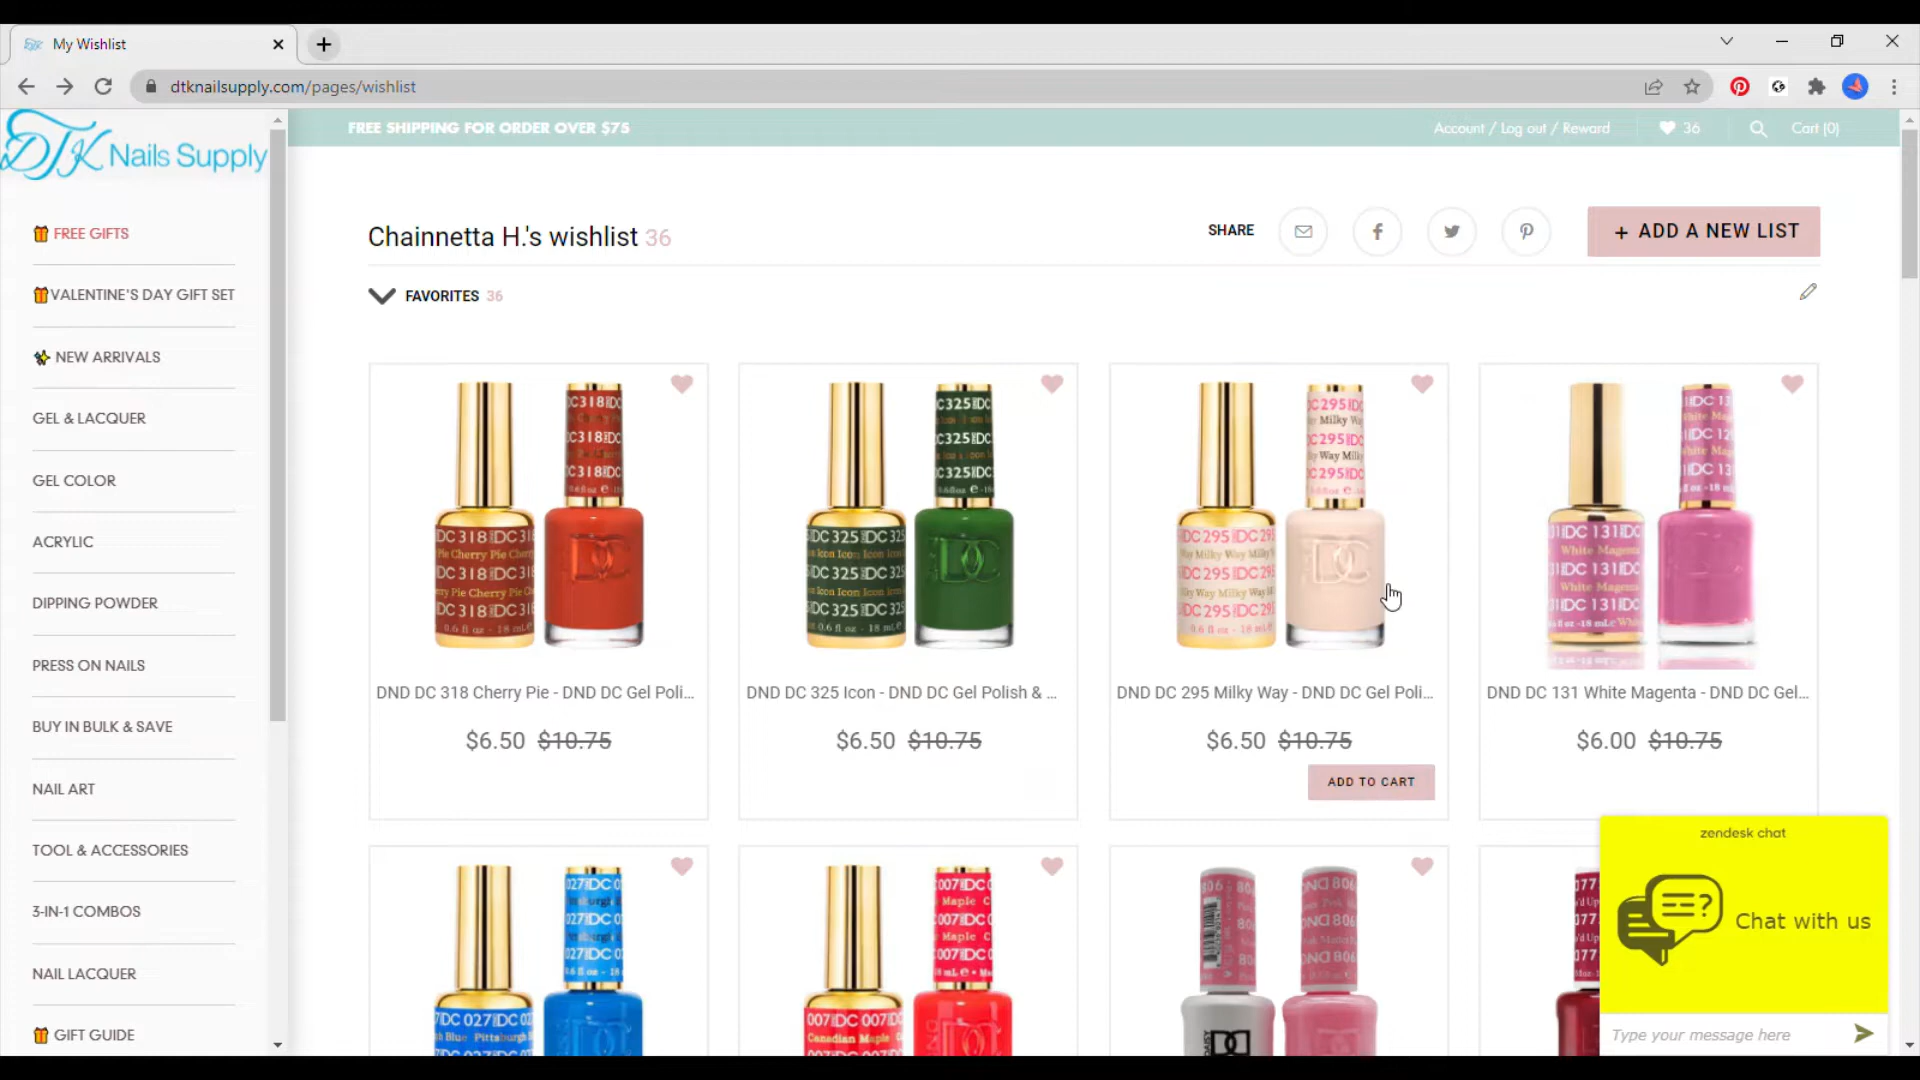 My Wishlist
dtknailsupply.com/pages/wishlist
DTK Nails Supply
FREE SHIPPING FOR ORDER OVER $75
Account / Log out / Reward
36
Cart (0)
FREE GIFTS
VALENTINE'S DAY GIFT SET
NEW ARRIVALS
GEL & LACQUER
GEL COLOR
ACRYLIC
DIPPING POWDER
PRESS ON NAILS
BUY IN BULK & SAVE
NAIL ART
TOOL & ACCESSORIES
3-IN-1 COMBOS
NAIL LACQUER
GIFT GUIDE
Chainnetta H.'s wishlist 36
SHARE
+ ADD A NEW LIST
FAVORITES 36
DND DC 318 Cherry Pie - DND DC Gel Poli...
$6.50 $10.75
DND DC 325 Icon - DND DC Gel Polish & ...
$6.50 $10.75
DND DC 295 Milky Way - DND DC Gel Poli...
$6.50 $10.75
ADD TO CART
DND DC 131 White Magenta - DND DC Gel...
$6.00 $10.75
zendesk chat
Chat with us
Type your message here